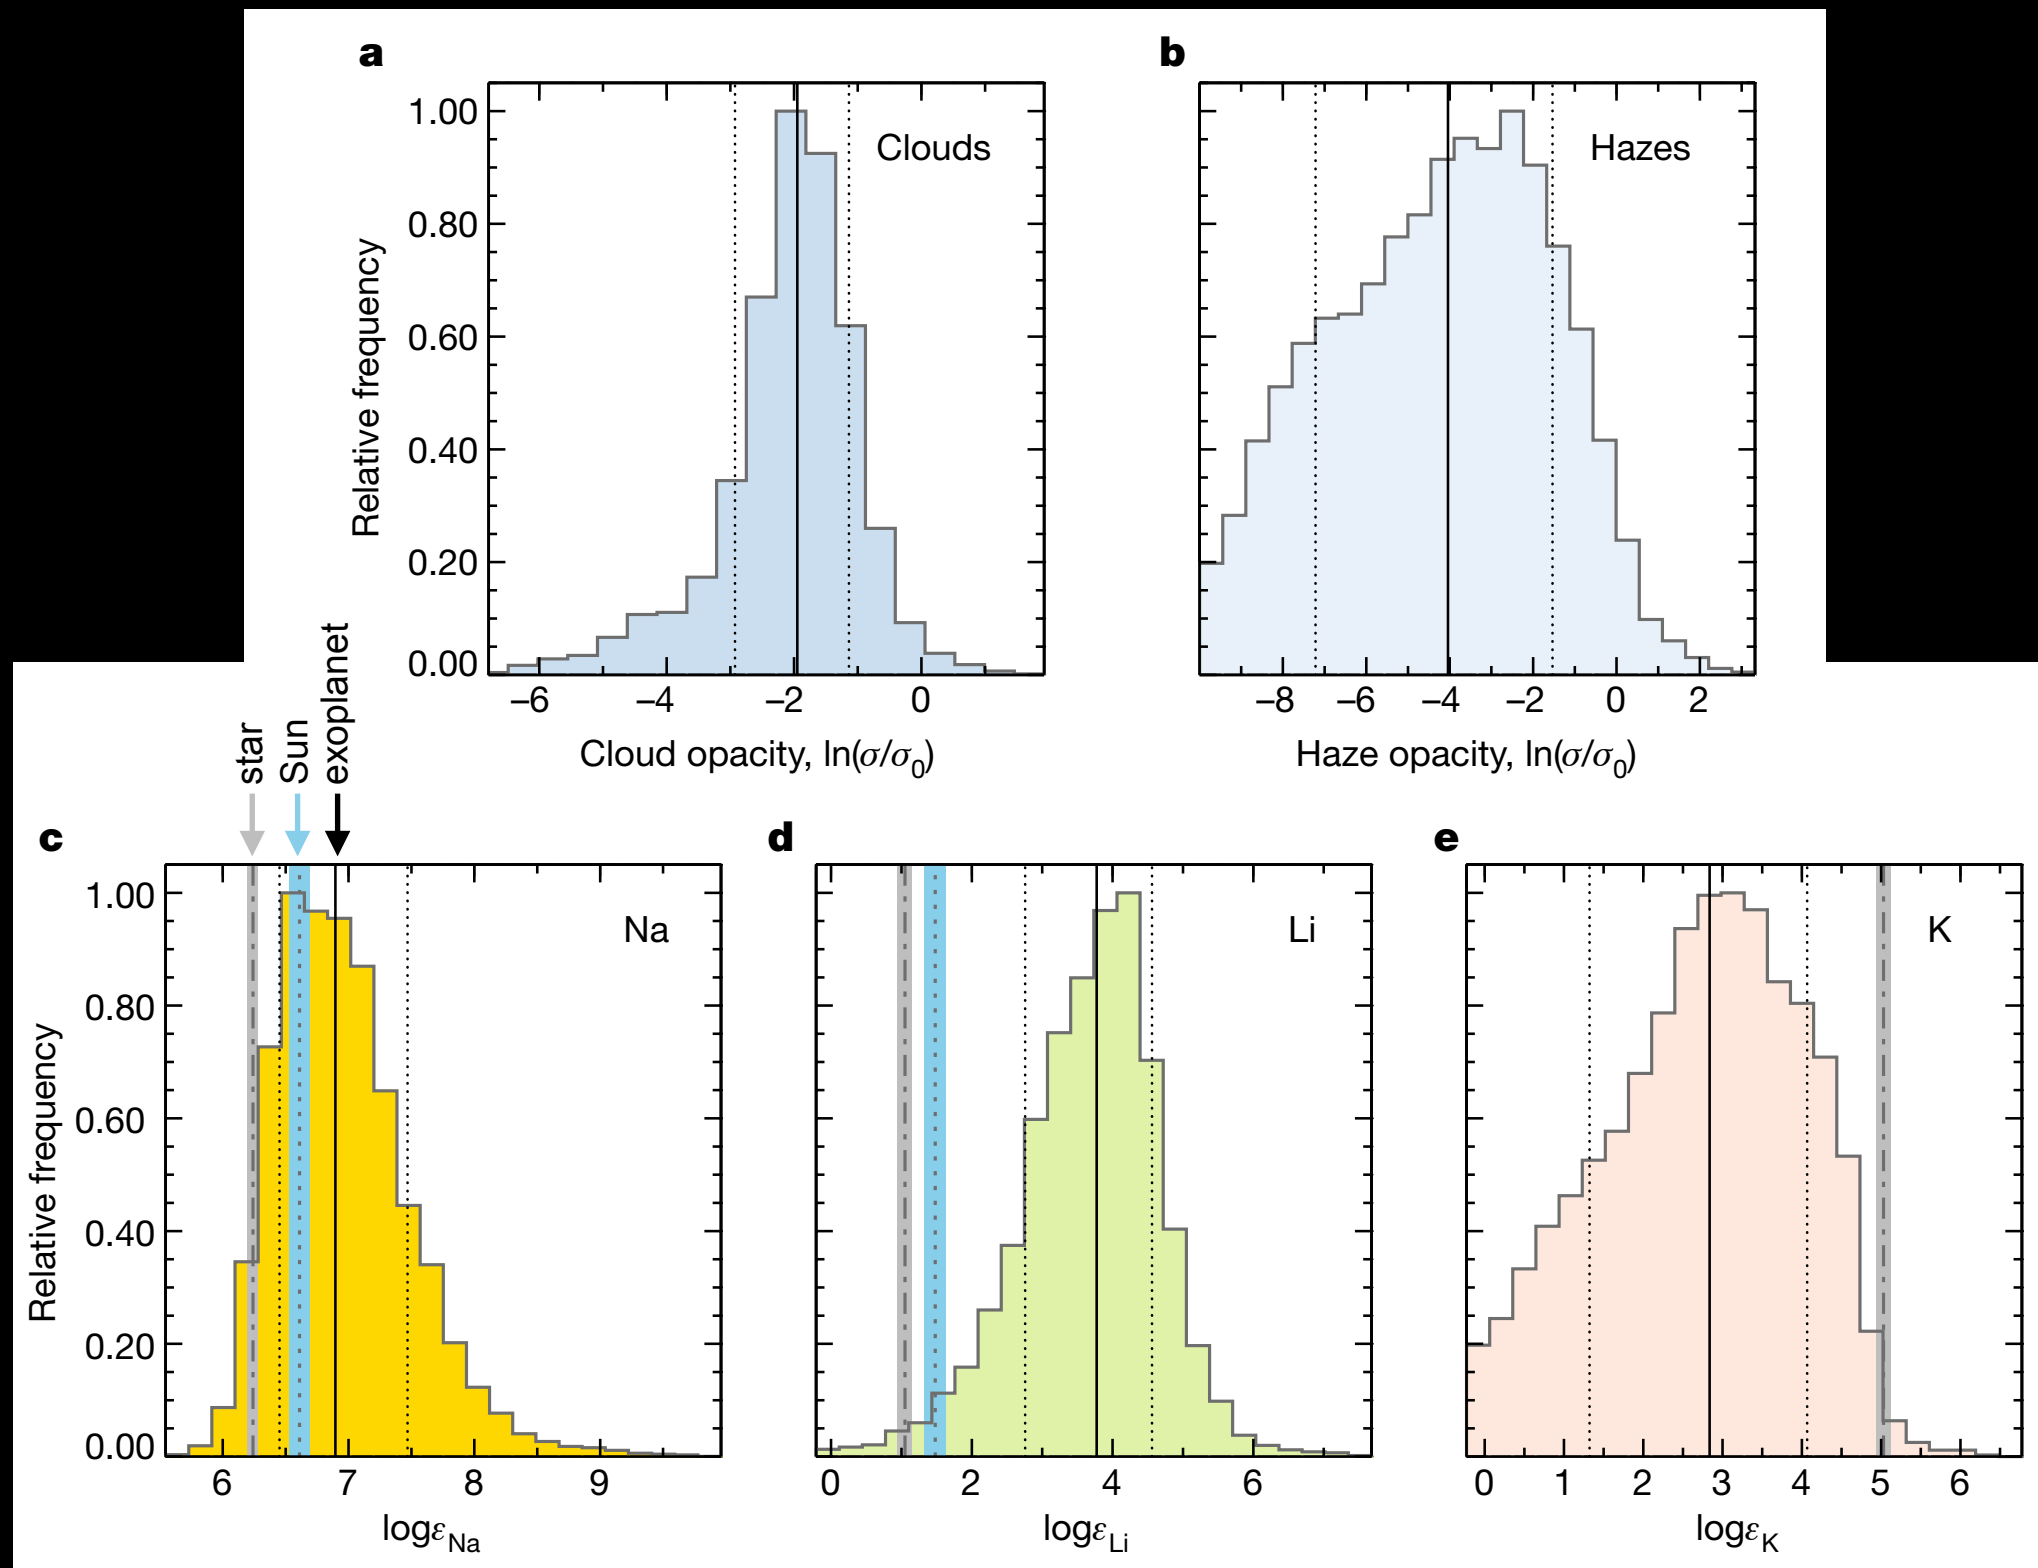 a
b
Clouds
Hazes
Relative frequency
1.00
0.80
0.60
0.40
0.20
0.00
–6 –4 –2 0
–8 –6 –4 –2 0 2
Cloud opacity, ln(σ/σ0)
Haze opacity, ln(σ/σ0)
star
Sun
exoplanet
c
d
e
Na
Li
K
Relative frequency
1.00
0.80
0.60
0.40
0.20
0.00
6 7 8 9
0 2 4 6
0 1 2 3 4 5 6
logεNa
logεLi
logεK